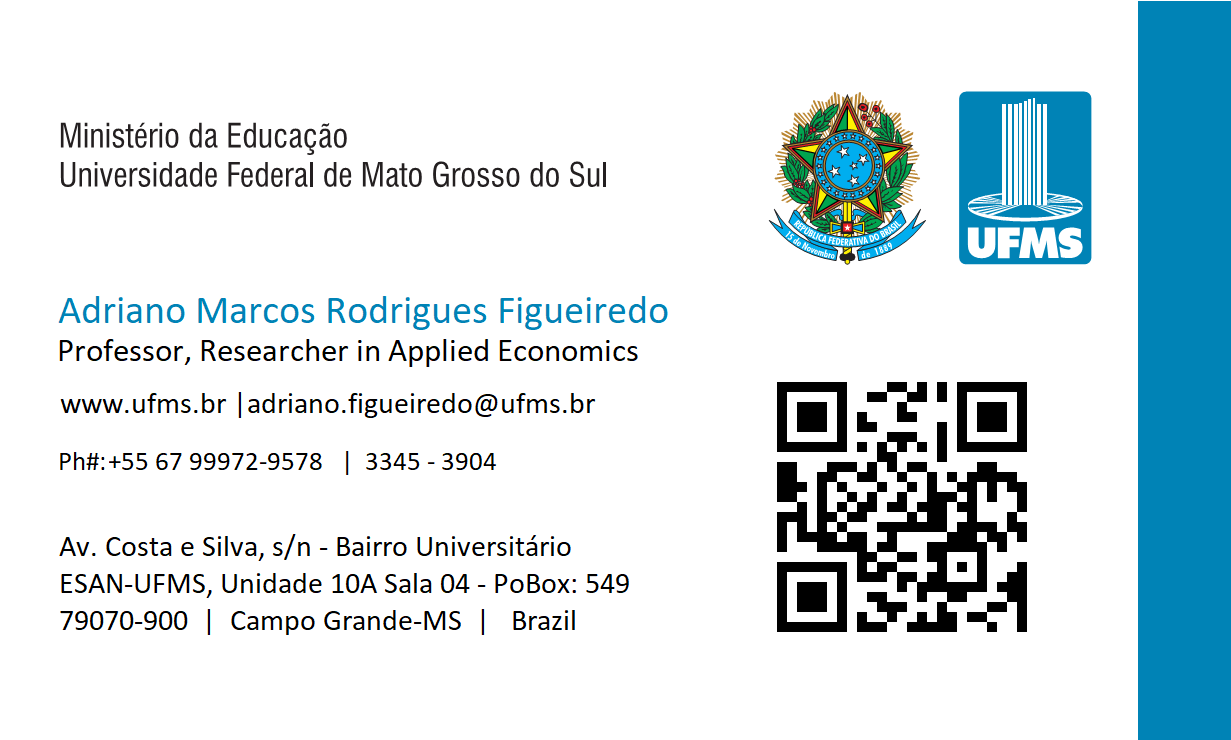 Ministério da Educação
Universidade Federal de Mato Grosso do Sul
REPÚBLICA FEDERATIVA DO BRASIL
15 de Novembro de 1889
UFMS
Adriano Marcos Rodrigues Figueiredo
Professor, Researcher in Applied Economics
www.ufms.br |adriano.figueiredo@ufms.br
Ph#:+55 67 99972-9578 | 3345 - 3904
Av. Costa e Silva, s/n - Bairro Universitário
ESAN-UFMS, Unidade 10A Sala 04 - PoBox: 549
79070-900 | Campo Grande-MS | Brazil